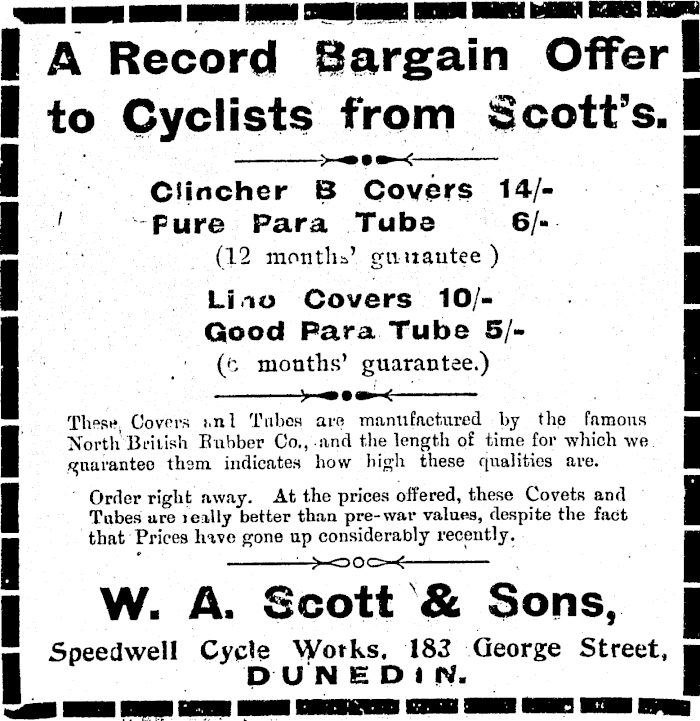 A Record Bargain Offer
to Cyclists from Scott's.
Clincher B Covers 14/-
Pure Para Tube 6/-
(12 months' guarantee)
Lino Covers 10/-
Good Para Tube 5/-
(6 months' guarantee.)
These Covers and Tubes are manufactured by the famous
North British Rubber Co., and the length of time for which we
guarantee them indicates how high these qualities are.
Order right away. At the prices offered, these Covets and
Tubes are really better than pre-war values, despite the fact
that Prices have gone up considerably recently.
W. A. Scott & Sons,
Speedwell Cycle Works. 183 George Street,
DUNEDIN.